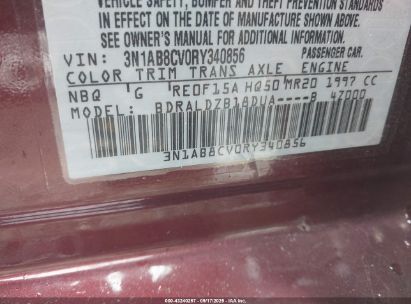 VEHICLE SAFETY, BUMPER AND THEFT PREVENTION STANDARDS
IN EFFECT ON THE DATE OF MANUFACTURE SHOWN ABOVE.
SEE OWNER'S MANUAL FOR ADDITIONAL INFORMATION.
VIN: 3N1AB8CV0RY340856 PASSENGER CAR
COLOR TRIM TRANS AXLE ENGINE
NBQ G RE0F15A HQ50 MR20 1997 CC
MODEL: BDRALDZB18DUA----B 4Z000
3N1AB8CV0RY340856